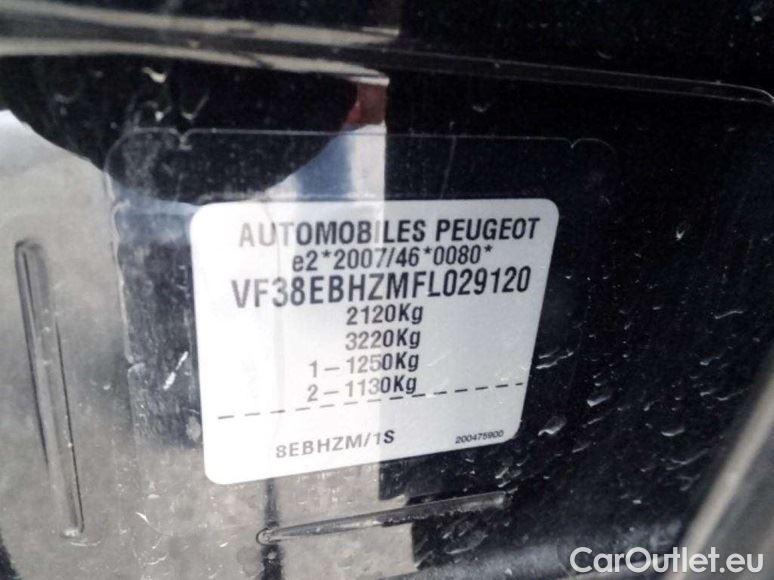 AUTOMOBILES PEUGEOT
e2*2007/46*0080*
VF38EBHZMFL029120
2120Kg
3220Kg
1-1250Kg
2-1130Kg
8EBHZM/1S 200475900
CarOutlet.eu